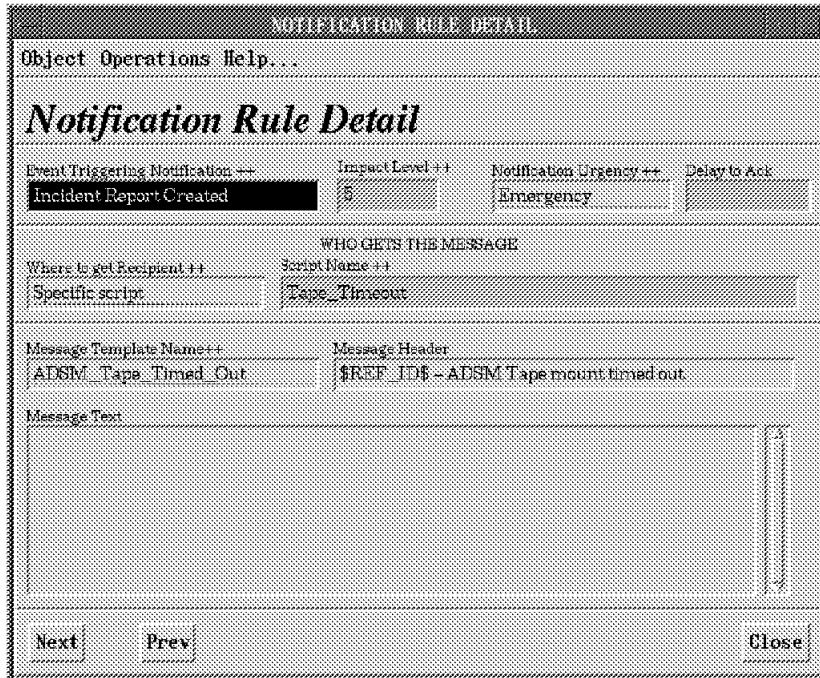 NOTIFICATION RULE DETAIL
Object Operations Help...
Notification Rule Detail
Event Triggering Notification ++ Impact Level ++ Notification Urgency ++ Delay to Ack
Incident Report Created 5 Emergency
WHO GETS THE MESSAGE
Where to get Recipient ++ Script Name ++
Specific script Tape_Timeout
Message Template Name++ Message Header
ADSM_Tape_Timed_Out $REF_ID$ – ADSM Tape mount timed out.
Message Text
Next Prev Close